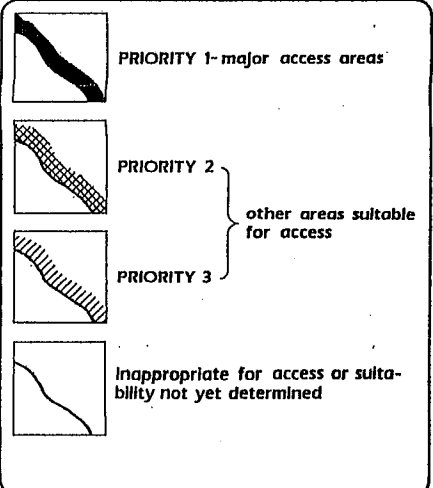 PRIORITY 1-major access areas
PRIORITY 2
other areas suitable
for access
PRIORITY 3
Inappropriate for access or suita-
bility not yet determined